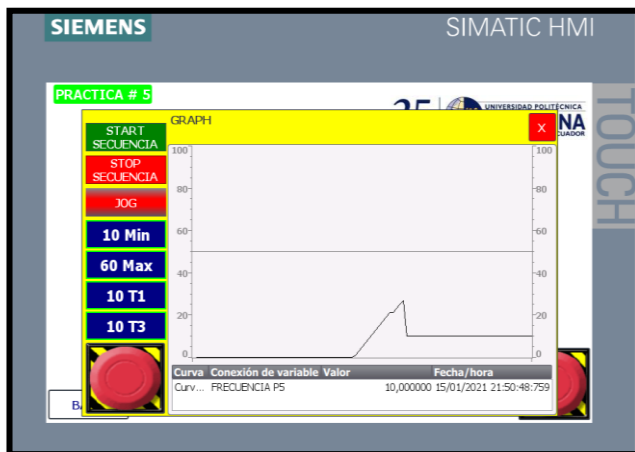 SIEMENS
SIMATIC HMI
TOUCH
PRACTICA # 5
UNIVERSIDAD POLITÉCNICA
GRAPH
X
START
SECUENCIA
STOP
SECUENCIA
JOG
10 Min
60 Max
10 T1
10 T3
100
80
60
40
20
0
100
80
60
40
20
0
Curva Conexión de variable Valor Fecha/hora
Curv... FRECUENCIA P5 10,000000 15/01/2021 21:50:48:759